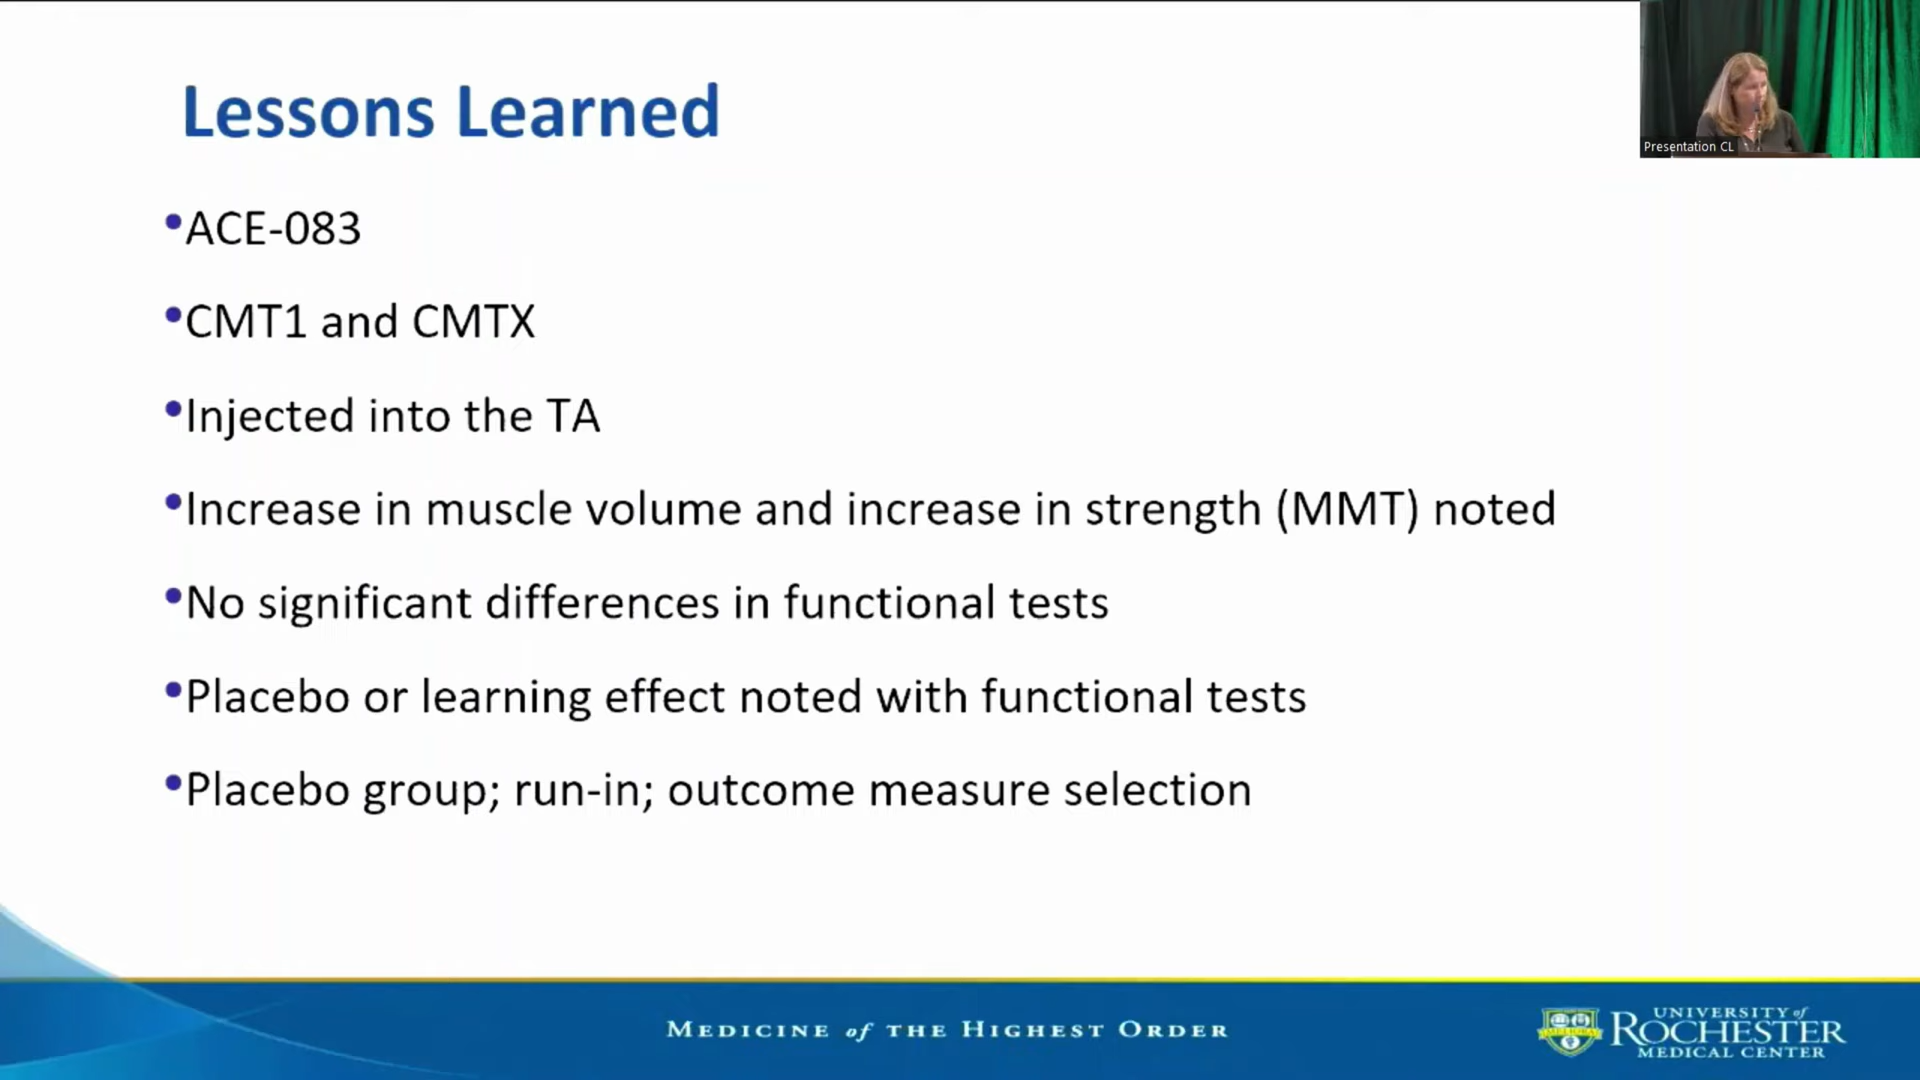 Lessons Learned
Presentation CL
•ACE-083
•CMT1 and CMTX
•Injected into the TA
•Increase in muscle volume and increase in strength (MMT) noted
•No significant differences in functional tests
•Placebo or learning effect noted with functional tests
•Placebo group; run-in; outcome measure selection
MEDICINE of THE HIGHEST ORDER
UNIVERSITY of
ROCHESTER
MEDICAL CENTER